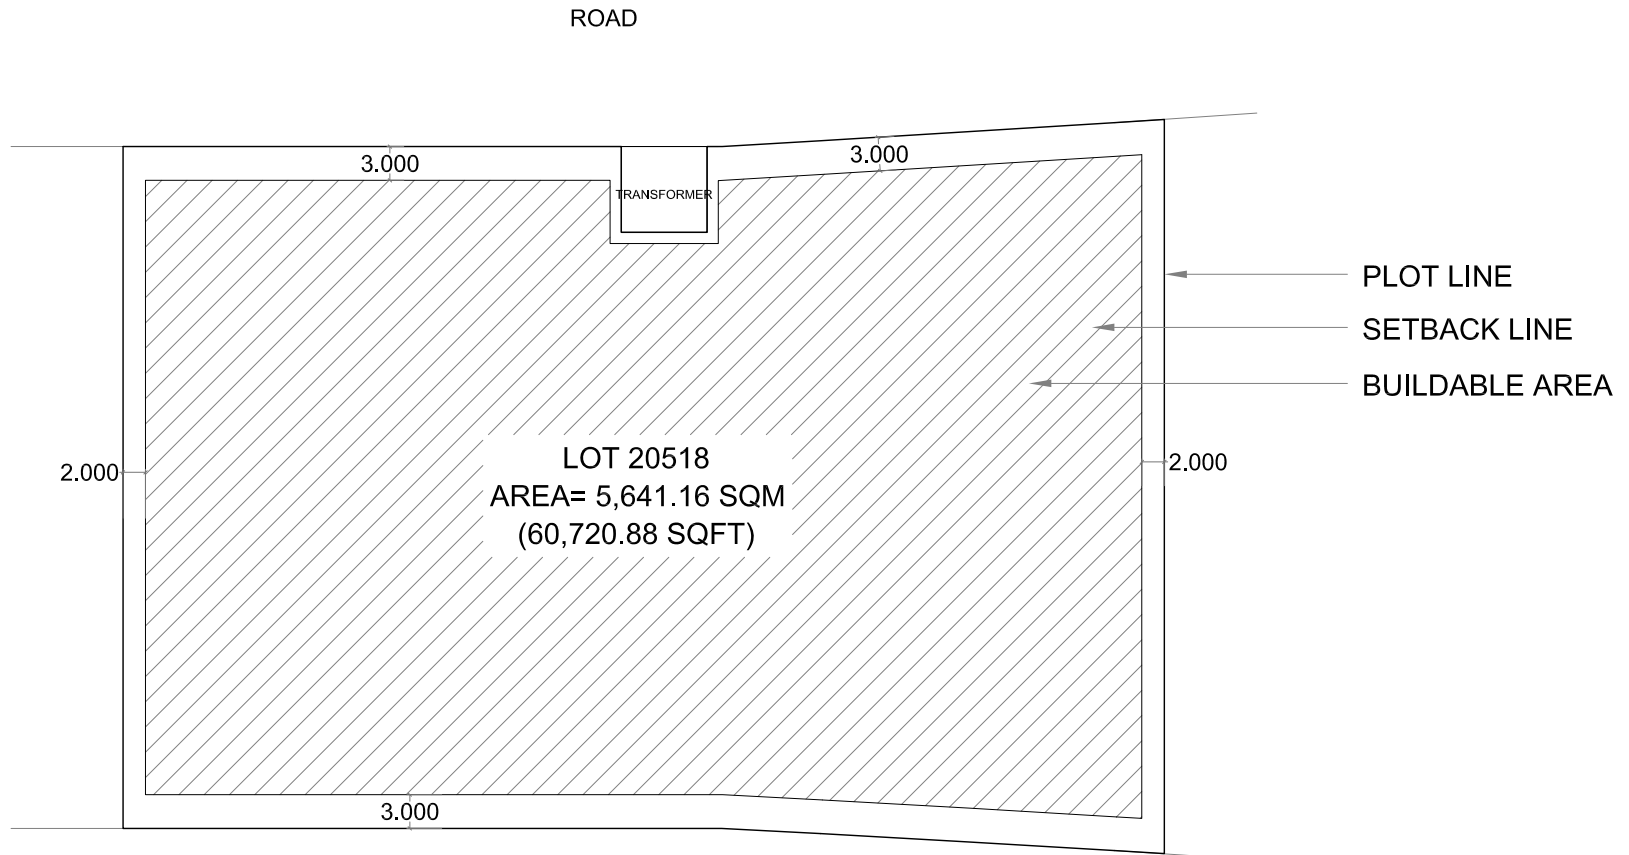 ROAD
3.000
3.000
TRANSFORMER
PLOT LINE
SETBACK LINE
BUILDABLE AREA
LOT 20518
AREA= 5,641.16 SQM
(60,720.88 SQFT)
2.000
2.000
3.000